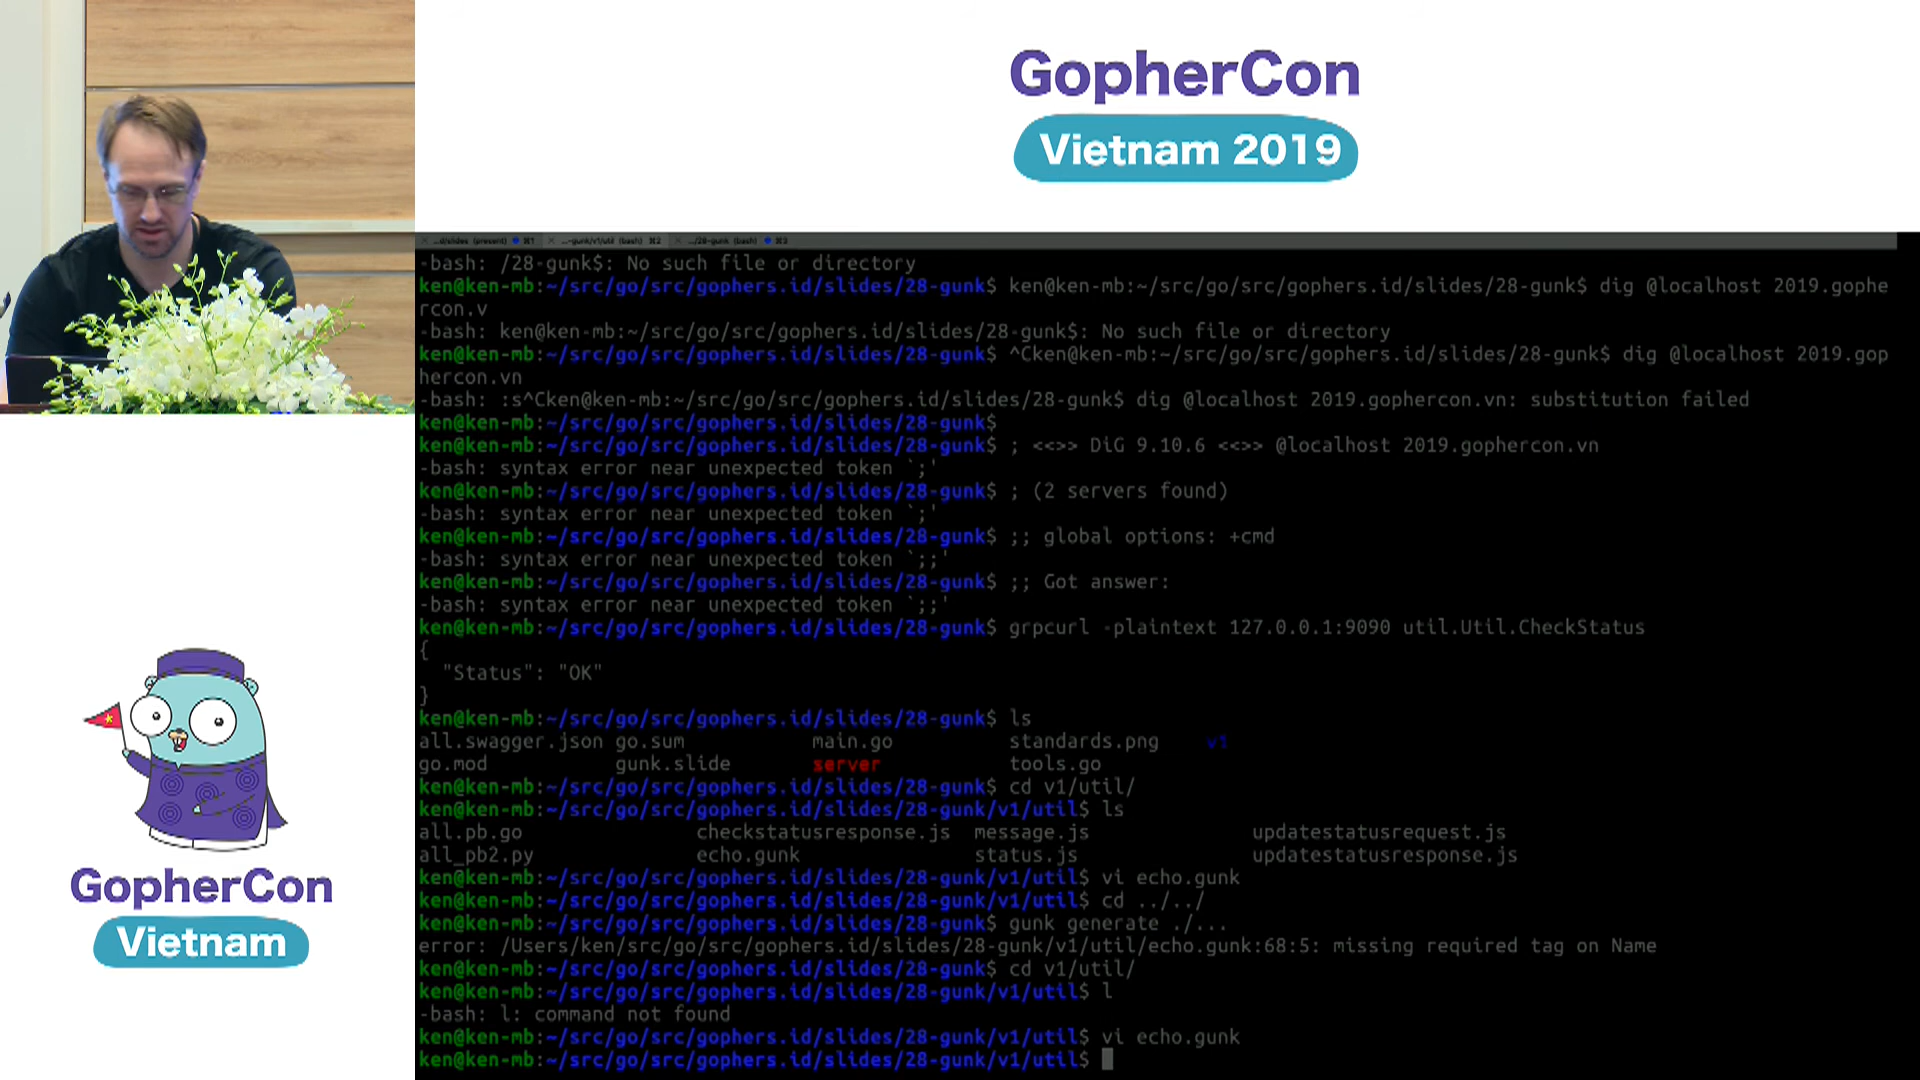 GopherCon
Vietnam 2019
...d/slides (present) ⌘1 ...-gunk/v1/util (bash) ⌘2 .../28-gunk (bash) ⌘3
-bash: /28-gunk$: No such file or directory
ken@ken-mb:~/src/go/src/gophers.id/slides/28-gunk$ ken@ken-mb:~/src/go/src/gophers.id/slides/28-gunk$ dig @localhost 2019.gophe
rcon.v
-bash: ken@ken-mb:~/src/go/src/gophers.id/slides/28-gunk$: No such file or directory
ken@ken-mb:~/src/go/src/gophers.id/slides/28-gunk$ ^Cken@ken-mb:~/src/go/src/gophers.id/slides/28-gunk$ dig @localhost 2019.gop
hercon.vn
-bash: :s^Cken@ken-mb:~/src/go/src/gophers.id/slides/28-gunk$ dig @localhost 2019.gophercon.vn: substitution failed
ken@ken-mb:~/src/go/src/gophers.id/slides/28-gunk$
ken@ken-mb:~/src/go/src/gophers.id/slides/28-gunk$ ; <<>> DiG 9.10.6 <<>> @localhost 2019.gophercon.vn
-bash: syntax error near unexpected token `;'
ken@ken-mb:~/src/go/src/gophers.id/slides/28-gunk$ ; (2 servers found)
-bash: syntax error near unexpected token `;'
ken@ken-mb:~/src/go/src/gophers.id/slides/28-gunk$ ;; global options: +cmd
-bash: syntax error near unexpected token `;;'
ken@ken-mb:~/src/go/src/gophers.id/slides/28-gunk$ ;; Got answer:
-bash: syntax error near unexpected token `;;'
ken@ken-mb:~/src/go/src/gophers.id/slides/28-gunk$ grpcurl -plaintext 127.0.0.1:9090 util.Util.CheckStatus
{
"Status": "OK"
}
ken@ken-mb:~/src/go/src/gophers.id/slides/28-gunk$ ls
all.swagger.json go.sum main.go standards.png v1
go.mod gunk.slide server tools.go
ken@ken-mb:~/src/go/src/gophers.id/slides/28-gunk$ cd v1/util/
ken@ken-mb:~/src/go/src/gophers.id/slides/28-gunk/v1/util$ ls
all.pb.go checkstatusresponse.js message.js updatestatusrequest.js
all_pb2.py echo.gunk status.js updatestatusresponse.js
ken@ken-mb:~/src/go/src/gophers.id/slides/28-gunk/v1/util$ vi echo.gunk
ken@ken-mb:~/src/go/src/gophers.id/slides/28-gunk/v1/util$ cd ../../
ken@ken-mb:~/src/go/src/gophers.id/slides/28-gunk$ gunk generate ./...
error: /Users/ken/src/go/src/gophers.id/slides/28-gunk/v1/util/echo.gunk:68:5: missing required tag on Name
ken@ken-mb:~/src/go/src/gophers.id/slides/28-gunk$ cd v1/util/
ken@ken-mb:~/src/go/src/gophers.id/slides/28-gunk/v1/util$ l
-bash: l: command not found
ken@ken-mb:~/src/go/src/gophers.id/slides/28-gunk/v1/util$ vi echo.gunk
ken@ken-mb:~/src/go/src/gophers.id/slides/28-gunk/v1/util$
GopherCon
Vietnam